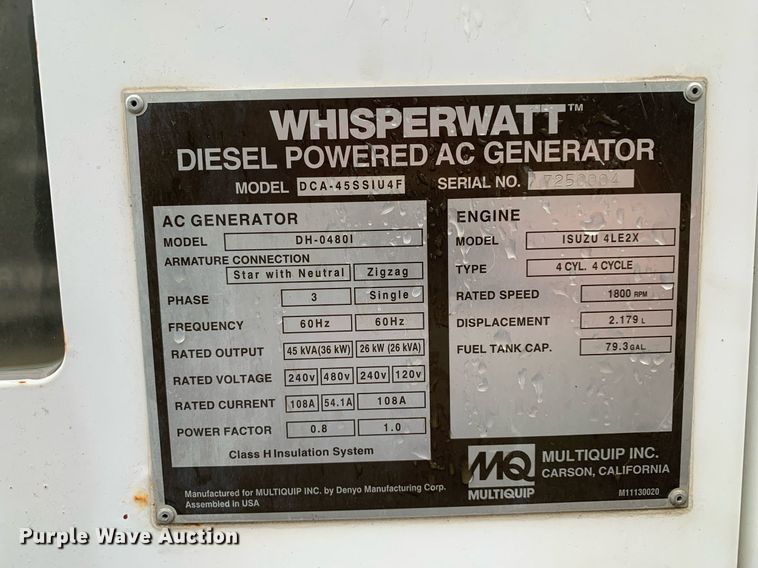 WHISPERWATT™
DIESEL POWERED AC GENERATOR
MODEL DCA-45SSIU4F SERIAL NO. 7250004
AC GENERATOR
MODEL DH-0480I
ARMATURE CONNECTION
Star with Neutral Zigzag
PHASE 3 Single
FREQUENCY 60Hz 60Hz
RATED OUTPUT 45 kVA(36 kW) 26 kW (26 kVA)
RATED VOLTAGE 240V 480V 240V 120V
RATED CURRENT 108A 54.1A 108A
POWER FACTOR 0.8 1.0
Class H Insulation System
ENGINE
MODEL ISUZU 4LE2X
TYPE 4 CYL. 4 CYCLE
RATED SPEED 1800 RPM
DISPLACEMENT 2.179 L
FUEL TANK CAP. 79.3 GAL
MQ
MULTIQUIP
MULTIQUIP INC.
CARSON, CALIFORNIA
Manufactured for MULTIQUIP INC. by Denyo Manufacturing Corp.
Assembled in USA
M11130020
Purple Wave Auction